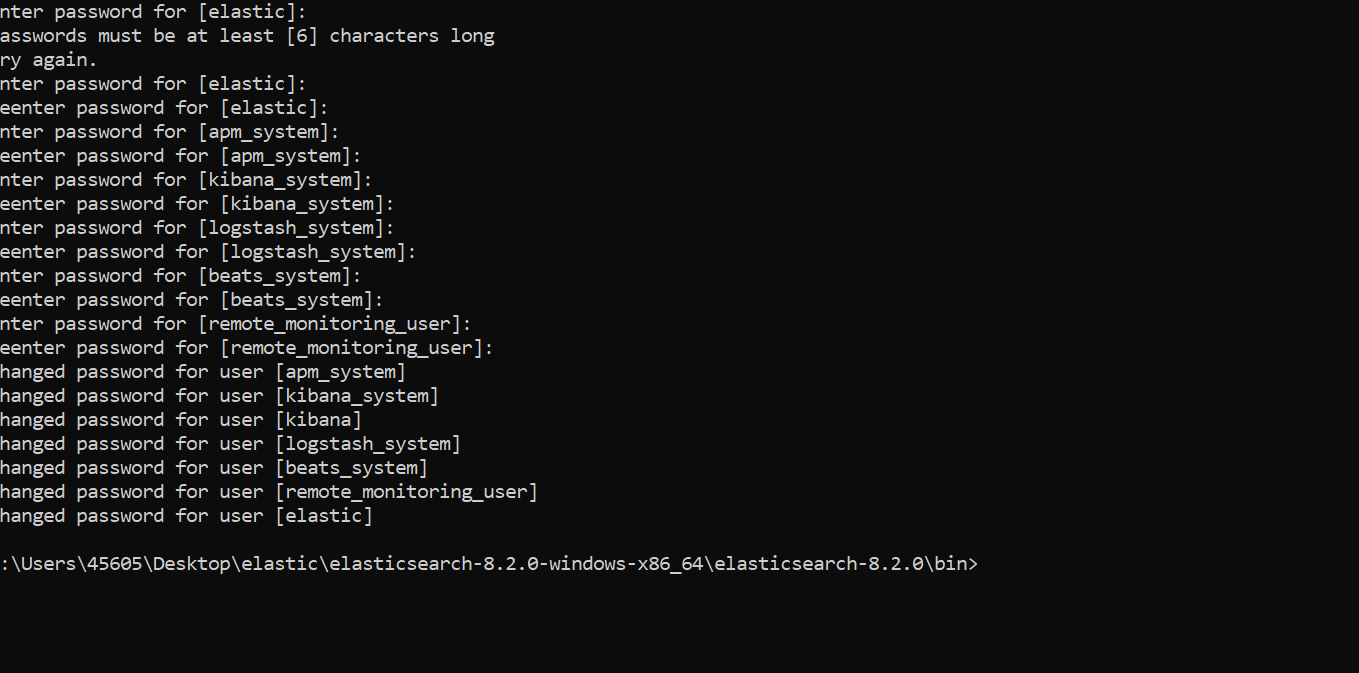 nter password for [elastic]:
asswords must be at least [6] characters long
ry again.
nter password for [elastic]:
eenter password for [elastic]:
nter password for [apm_system]:
eenter password for [apm_system]:
nter password for [kibana_system]:
eenter password for [kibana_system]:
nter password for [logstash_system]:
eenter password for [logstash_system]:
nter password for [beats_system]:
eenter password for [beats_system]:
nter password for [remote_monitoring_user]:
eenter password for [remote_monitoring_user]:
hanged password for user [apm_system]
hanged password for user [kibana_system]
hanged password for user [kibana]
hanged password for user [logstash_system]
hanged password for user [beats_system]
hanged password for user [remote_monitoring_user]
hanged password for user [elastic]
:\Users\45605\Desktop\elastic\elasticsearch-8.2.0-windows-x86_64\elasticsearch-8.2.0\bin>